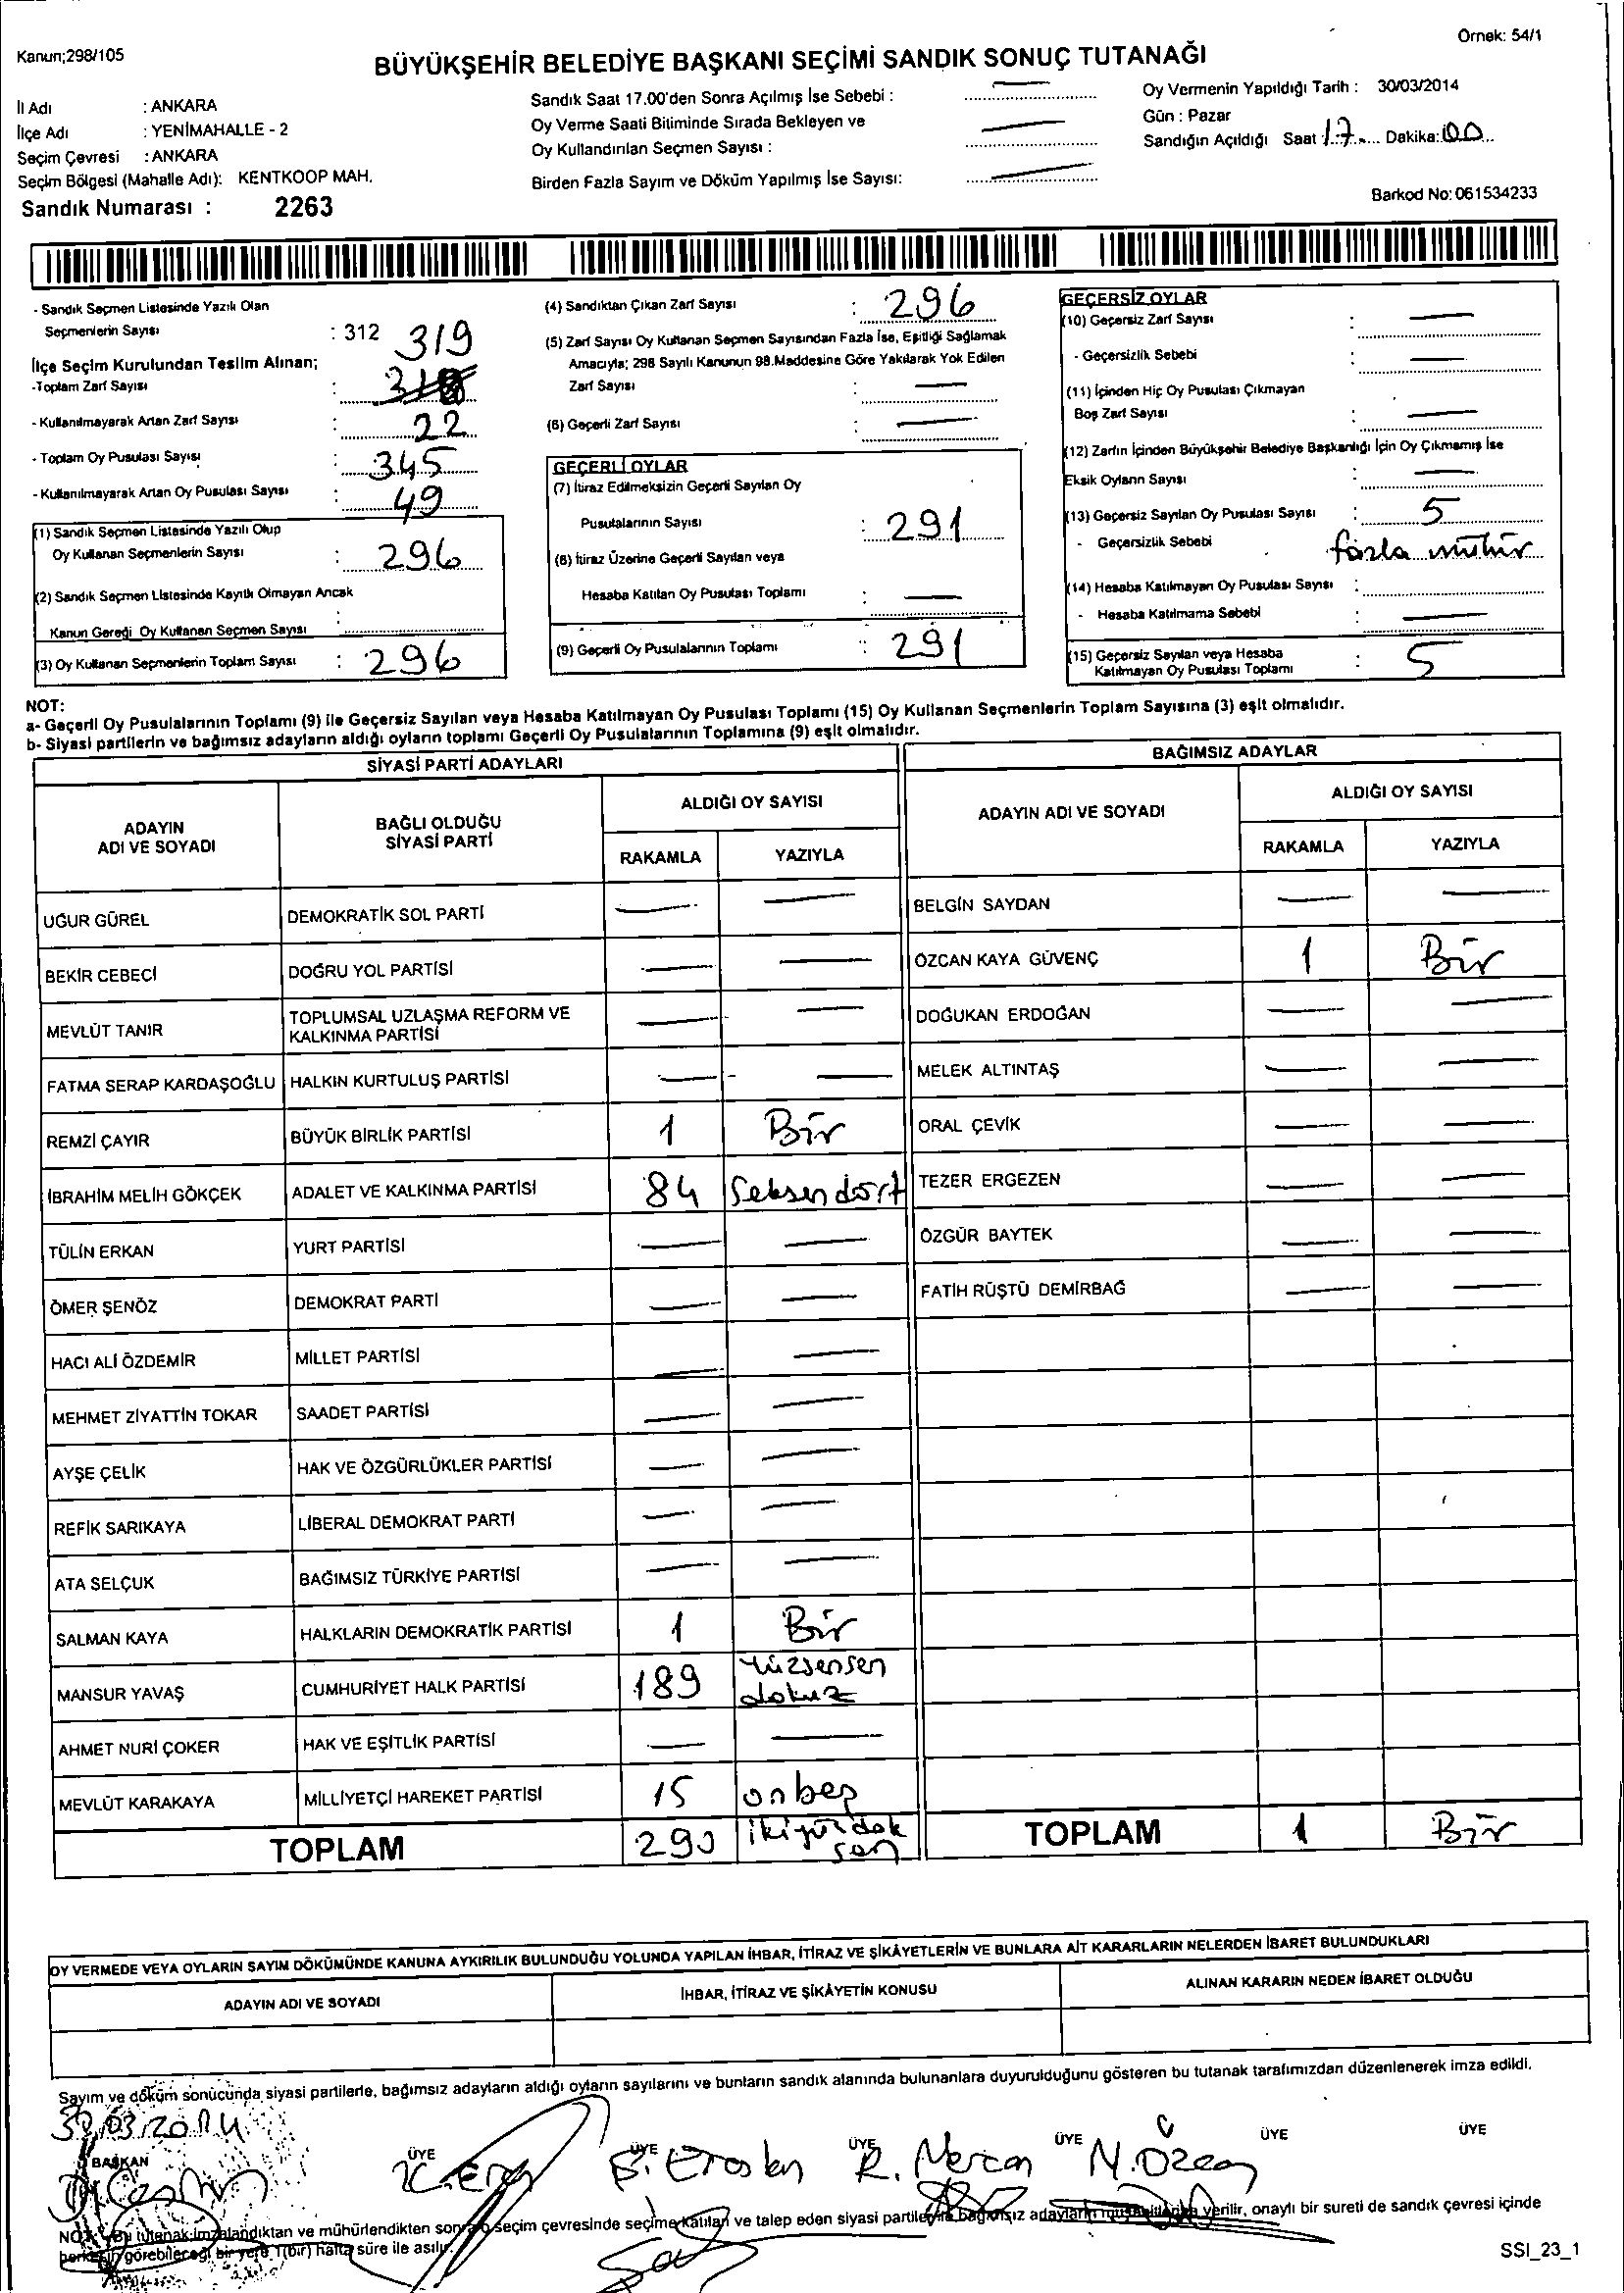 Kanun;298/105
Örnek: 54/1
BÜYÜKŞEHİR BELEDİYE BAŞKANI SEÇİMİ SANDIK SONUÇ TUTANAĞI
İl Adı : ANKARA
İlçe Adı : YENİMAHALLE - 2
Seçim Çevresi : ANKARA
Seçim Bölgesi (Mahalle Adı): KENTKOOP MAH.
Sandık Numarası : 2263
Sandık Saat 17.00'den Sonra Açılmış İse Sebebi :
Oy Verme Saati Bitiminde Sırada Bekleyen ve
Oy Kullandırılan Seçmen Sayısı :
Birden Fazla Sayım ve Döküm Yapılmış İse Sayısı:
Oy Vermenin Yapıldığı Tarih : 30/03/2014
Gün : Pazar
Sandığın Açıldığı Saat 17 Dakika: 00
Barkod No: 061534233
- Sandık Seçmen Listesinde Yazılı Olan
Seçmenlerin Sayısı : 312 319
İlçe Seçim Kurulundan Teslim Alınan;
-Toplam Zarf Sayısı :
- Kullanılmayarak Artan Zarf Sayısı : 22
- Toplam Oy Pusulası Sayısı : 345
- Kullanılmayarak Artan Oy Pusulası Sayısı : 49
(1) Sandık Seçmen Listesinde Yazılı Olup
Oy Kullanan Seçmenlerin Sayısı : 296
(2) Sandık Seçmen Listesinde Kayıtlı Olmayan Ancak
Kanun Gereği Oy Kullanan Seçmen Sayısı :
(3) Oy Kullanan Seçmenlerin Toplam Sayısı : 296
(4) Sandıktan Çıkan Zarf Sayısı : 296
(5) Zarf Sayısı Oy Kullanan Seçmen Sayısından Fazla İse, Eşitliği Sağlamak
Amacıyla; 298 Sayılı Kanunun 98.Maddesine Göre Yakılarak Yok Edilen
Zarf Sayısı :
(6) Geçerli Zarf Sayısı :
GEÇERLİ OYLAR
(7) İtiraz Edilmeksizin Geçerli Sayılan Oy
Pusulalarının Sayısı : 291
(8) İtiraz Üzerine Geçerli Sayılan veya
Hesaba Katılan Oy Pusulası Toplamı :
(9) Geçerli Oy Pusulalarının Toplamı : 291
GEÇERSİZ OYLAR
(10) Geçersiz Zarf Sayısı :
- Geçersizlik Sebebi :
(11) İçinden Hiç Oy Pusulası Çıkmayan
Boş Zarf Sayısı :
(12) Zarfın İçinden Büyükşehir Belediye Başkanlığı İçin Oy Çıkmamış İse
Eksik Oyların Sayısı :
(13) Geçersiz Sayılan Oy Pusulası Sayısı : 5
- Geçersizlik Sebebi fazla mühür
(14) Hesaba Katılmayan Oy Pusulası Sayısı :
- Hesaba Katılmama Sebebi :
(15) Geçersiz Sayılan veya Hesaba
Katılmayan Oy Pusulası Toplamı : 5
NOT:
a- Geçerli Oy Pusulalarının Toplamı (9) ile Geçersiz Sayılan veya Hesaba Katılmayan Oy Pusulası Toplamı (15) Oy Kullanan Seçmenlerin Toplam Sayısına (3) eşit olmalıdır.
b- Siyasi partilerin ve bağımsız adayların aldığı oyların toplamı Geçerli Oy Pusulalarının Toplamına (9) eşit olmalıdır.
SİYASİ PARTİ ADAYLARI
ADAYIN ADI VE SOYADI
BAĞLI OLDUĞU SİYASİ PARTİ
ALDIĞI OY SAYISI
RAKAMLA YAZIYLA
UĞUR GÜREL DEMOKRATİK SOL PARTİ
BEKİR CEBECİ DOĞRU YOL PARTİSİ
MEVLÜT TANIR TOPLUMSAL UZLAŞMA REFORM VE KALKINMA PARTİSİ
FATMA SERAP KARDAŞOĞLU HALKIN KURTULUŞ PARTİSİ
REMZİ ÇAYIR BÜYÜK BİRLİK PARTİSİ 1 Bir
İBRAHİM MELİH GÖKÇEK ADALET VE KALKINMA PARTİSİ 84 Seksendört
TÜLİN ERKAN YURT PARTİSİ
ÖMER ŞENÖZ DEMOKRAT PARTİ
HACI ALİ ÖZDEMİR MİLLET PARTİSİ
MEHMET ZİYATTİN TOKAR SAADET PARTİSİ
AYŞE ÇELİK HAK VE ÖZGÜRLÜKLER PARTİSİ
REFİK SARIKAYA LİBERAL DEMOKRAT PARTİ
ATA SELÇUK BAĞIMSIZ TÜRKİYE PARTİSİ
SALMAN KAYA HALKLARIN DEMOKRATİK PARTİSİ 1 Bir
MANSUR YAVAŞ CUMHURİYET HALK PARTİSİ 189 Yüzsensen dokuz
AHMET NURİ ÇOKER HAK VE EŞİTLİK PARTİSİ
MEVLÜT KARAKAYA MİLLİYETÇİ HAREKET PARTİSİ 15 onbeş
TOPLAM 290 ikiyüzdoksan
BAĞIMSIZ ADAYLAR
ADAYIN ADI VE SOYADI
ALDIĞI OY SAYISI
RAKAMLA YAZIYLA
BELGİN SAYDAN
ÖZCAN KAYA GÜVENÇ 1 Bir
DOĞUKAN ERDOĞAN
MELEK ALTINTAŞ
ORAL ÇEVİK
TEZER ERGEZEN
ÖZGÜR BAYTEK
FATİH RÜŞTÜ DEMİRBAĞ
TOPLAM 1 Bir
OY VERMEDE VEYA OYLARIN SAYIM DÖKÜMÜNDE KANUNA AYKIRILIK BULUNDUĞU YOLUNDA YAPILAN İHBAR, İTİRAZ VE ŞİKÂYETLERİN VE BUNLARA AİT KARARLARIN NELERDEN İBARET BULUNDUKLARI
ADAYIN ADI VE SOYADI
İHBAR, İTİRAZ VE ŞİKÂYETİN KONUSU
ALINAN KARARIN NEDEN İBARET OLDUĞU
Sayım ve döküm sonucunda siyasi partilerle, bağımsız adayların aldığı oyların sayılarını ve bunların sandık alanında bulunanlara duyurulduğunu gösteren bu tutanak tarafımızdan düzenlenerek imza edildi.
30/03/2014
BAŞKAN ÜYE ÜYE ÜYE ÜYE ÜYE ÜYE
R. Mercan N. Özcan
NOT: Bu tutanak imzalandıktan ve mühürlendikten sonra o seçim çevresinde seçime katılan ve talep eden siyasi partilerle bağımsız adayların müşahitlerine verilir, onaylı bir sureti de sandık çevresi içinde
herkesin görebileceği bir yere 1(bir) hafta süre ile asılır.
SSI_23_1